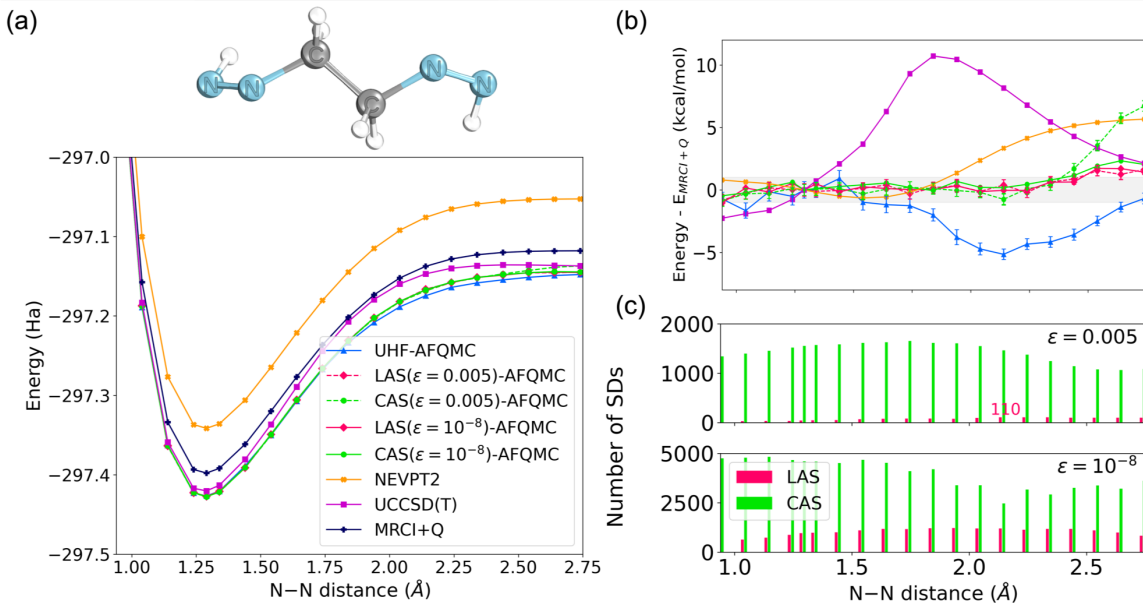 (a)
N
N
C
C
N
N
Energy (Ha)
−297.0
−297.1
−297.2
−297.3
−297.4
−297.5
UHF-AFQMC
LAS(ε = 0.005)-AFQMC
CAS(ε = 0.005)-AFQMC
LAS(ε = 10⁻⁸)-AFQMC
CAS(ε = 10⁻⁸)-AFQMC
NEVPT2
UCCSD(T)
MRCI+Q
1.00 1.25 1.50 1.75 2.00 2.25 2.50 2.75
N−N distance (Å)
(b)
Energy - E_MRCI+Q (kcal/mol)
10
5
0
−5
(c)
Number of SDs
2000
1000
0
ε = 0.005
110
5000
2500
0
ε = 10⁻⁸
LAS
CAS
1.0 1.5 2.0 2.5
N−N distance (Å)